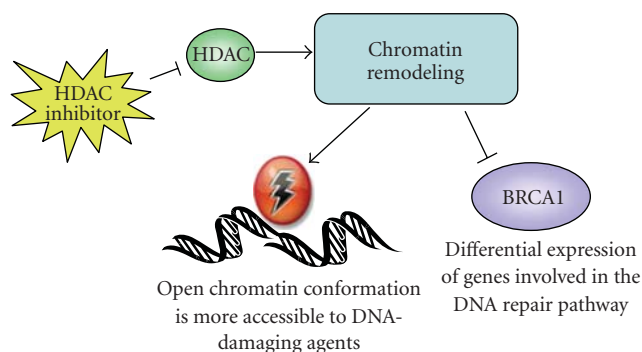 HDAC
inhibitor
HDAC
Chromatin
remodeling
BRCA1
Open chromatin conformation
is more accessible to DNA-
damaging agents
Differential expression
of genes involved in the
DNA repair pathway